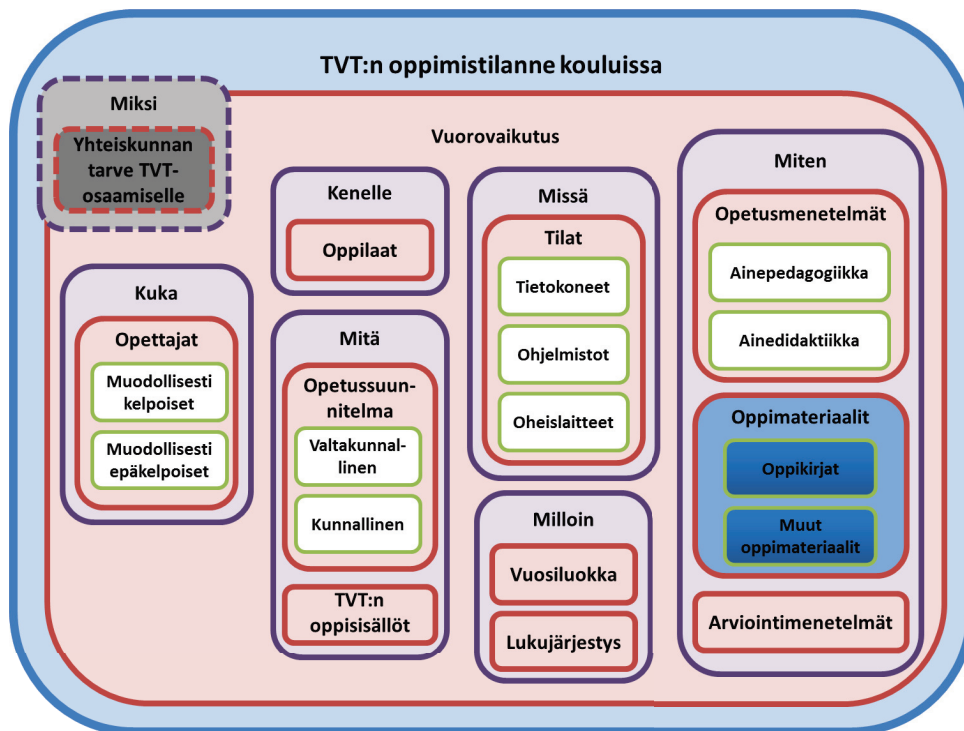 TVT:n oppimistilanne kouluissa
Miksi
Yhteiskunnan
tarve TVT-
osaamiselle
Vuorovaikutus
Kuka
Opettajat
Muodollisesti
kelpoiset
Muodollisesti
epäkelpoiset
Kenelle
Oppilaat
Mitä
Opetussuun-
nitelma
Valtakunnal-
linen
Kunnallinen
TVT:n
oppisisällöt
Missä
Tilat
Tietokoneet
Ohjelmistot
Oheislaitteet
Milloin
Vuosiluokka
Lukujärjestys
Miten
Opetusmenetelmät
Ainepedagogiikka
Ainedidaktiikka
Oppimateriaalit
Oppikirjat
Muut
oppimateriaalit
Arviointimenetelmät